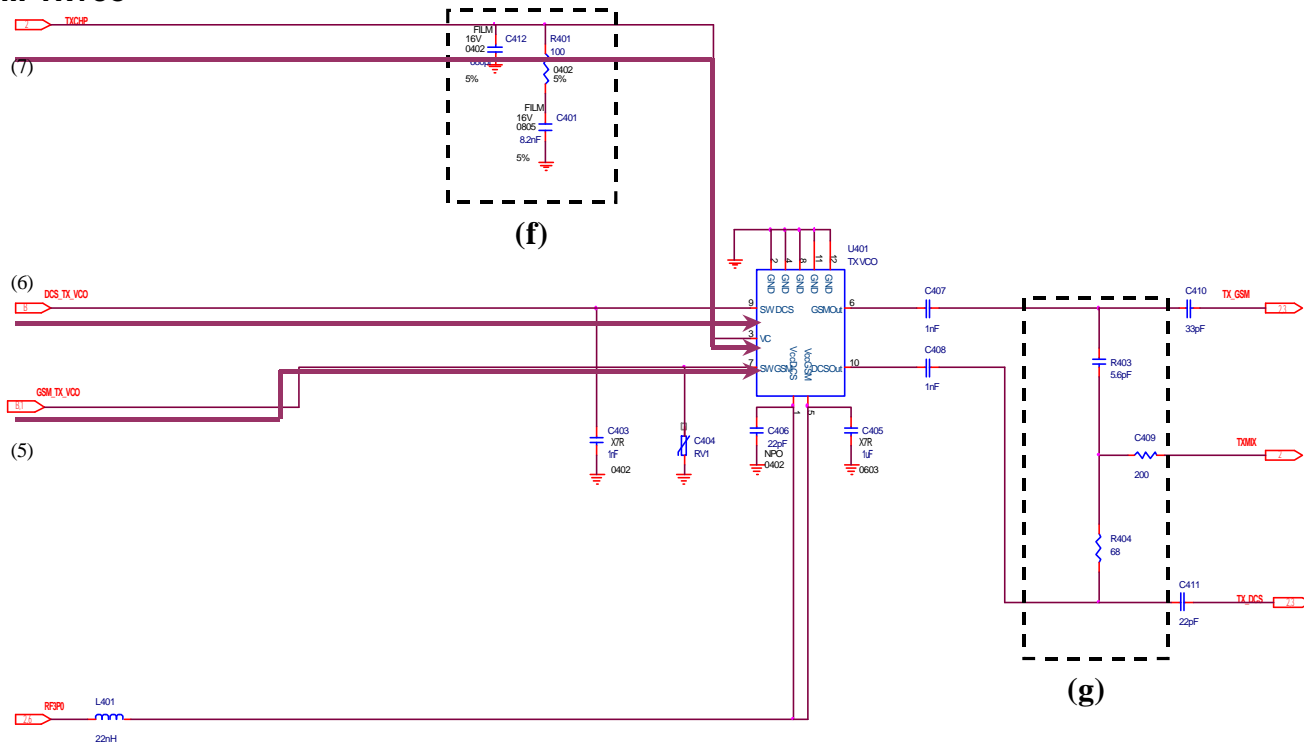 TXCHP
2
FILM
16V
0402
C412
5%
R401
100
0402
5%
FILM
16V
0805
C401
8.2nF
5%
(7)
(f)
U401
TX VCO
2
4
8
11
12
GND
GND
GND
GND
GND
(6)
DCS_TX_VCO
9
SW DCS
GSMOut
6
C407
1nF
C410
33pF
TX_GSM
3
VC
7
SW GSM
VccDCS
VccGSM
DCSOut
10
C408
1nF
R403
5.6pF
GSM_TX_VCO
(5)
C403
X7R
1nF
0402
C404
RV1
C406
22pF
NPO
0402
1
5
C405
X7R
1uF
0603
C409
200
TXMIX
2
R404
68
C411
22pF
TX_DCS
(g)
RF3P0
L401
22nH